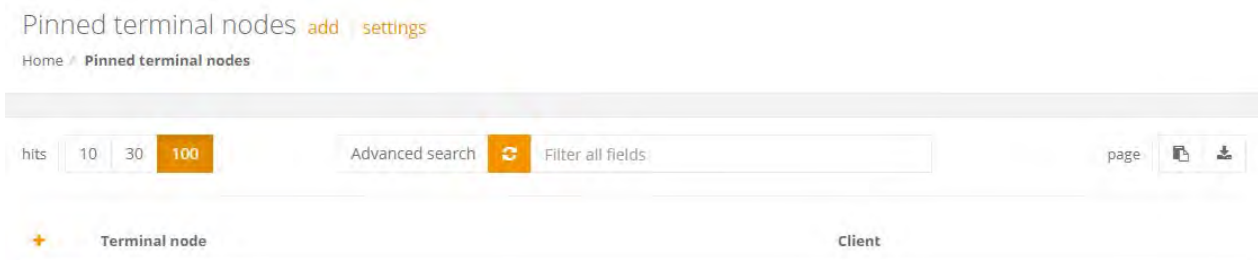 Pinned terminal nodes add settings
Home / Pinned terminal nodes
hits 10 30 100 Advanced search Filter all fields page
+ Terminal node Client